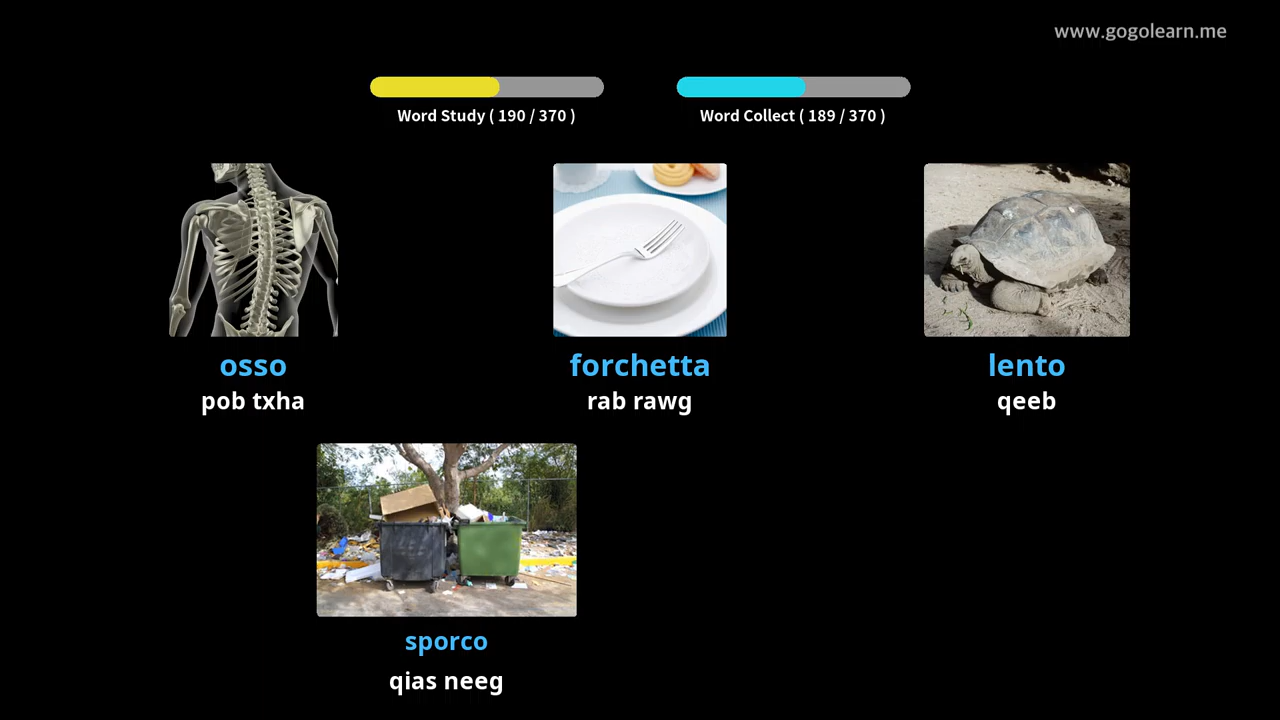 www.gogolearn.me
Word Study ( 190 / 370 )
Word Collect ( 189 / 370 )
osso
forchetta
lento
pob txha
rab rawg
qeeb
sporco
qias neeg